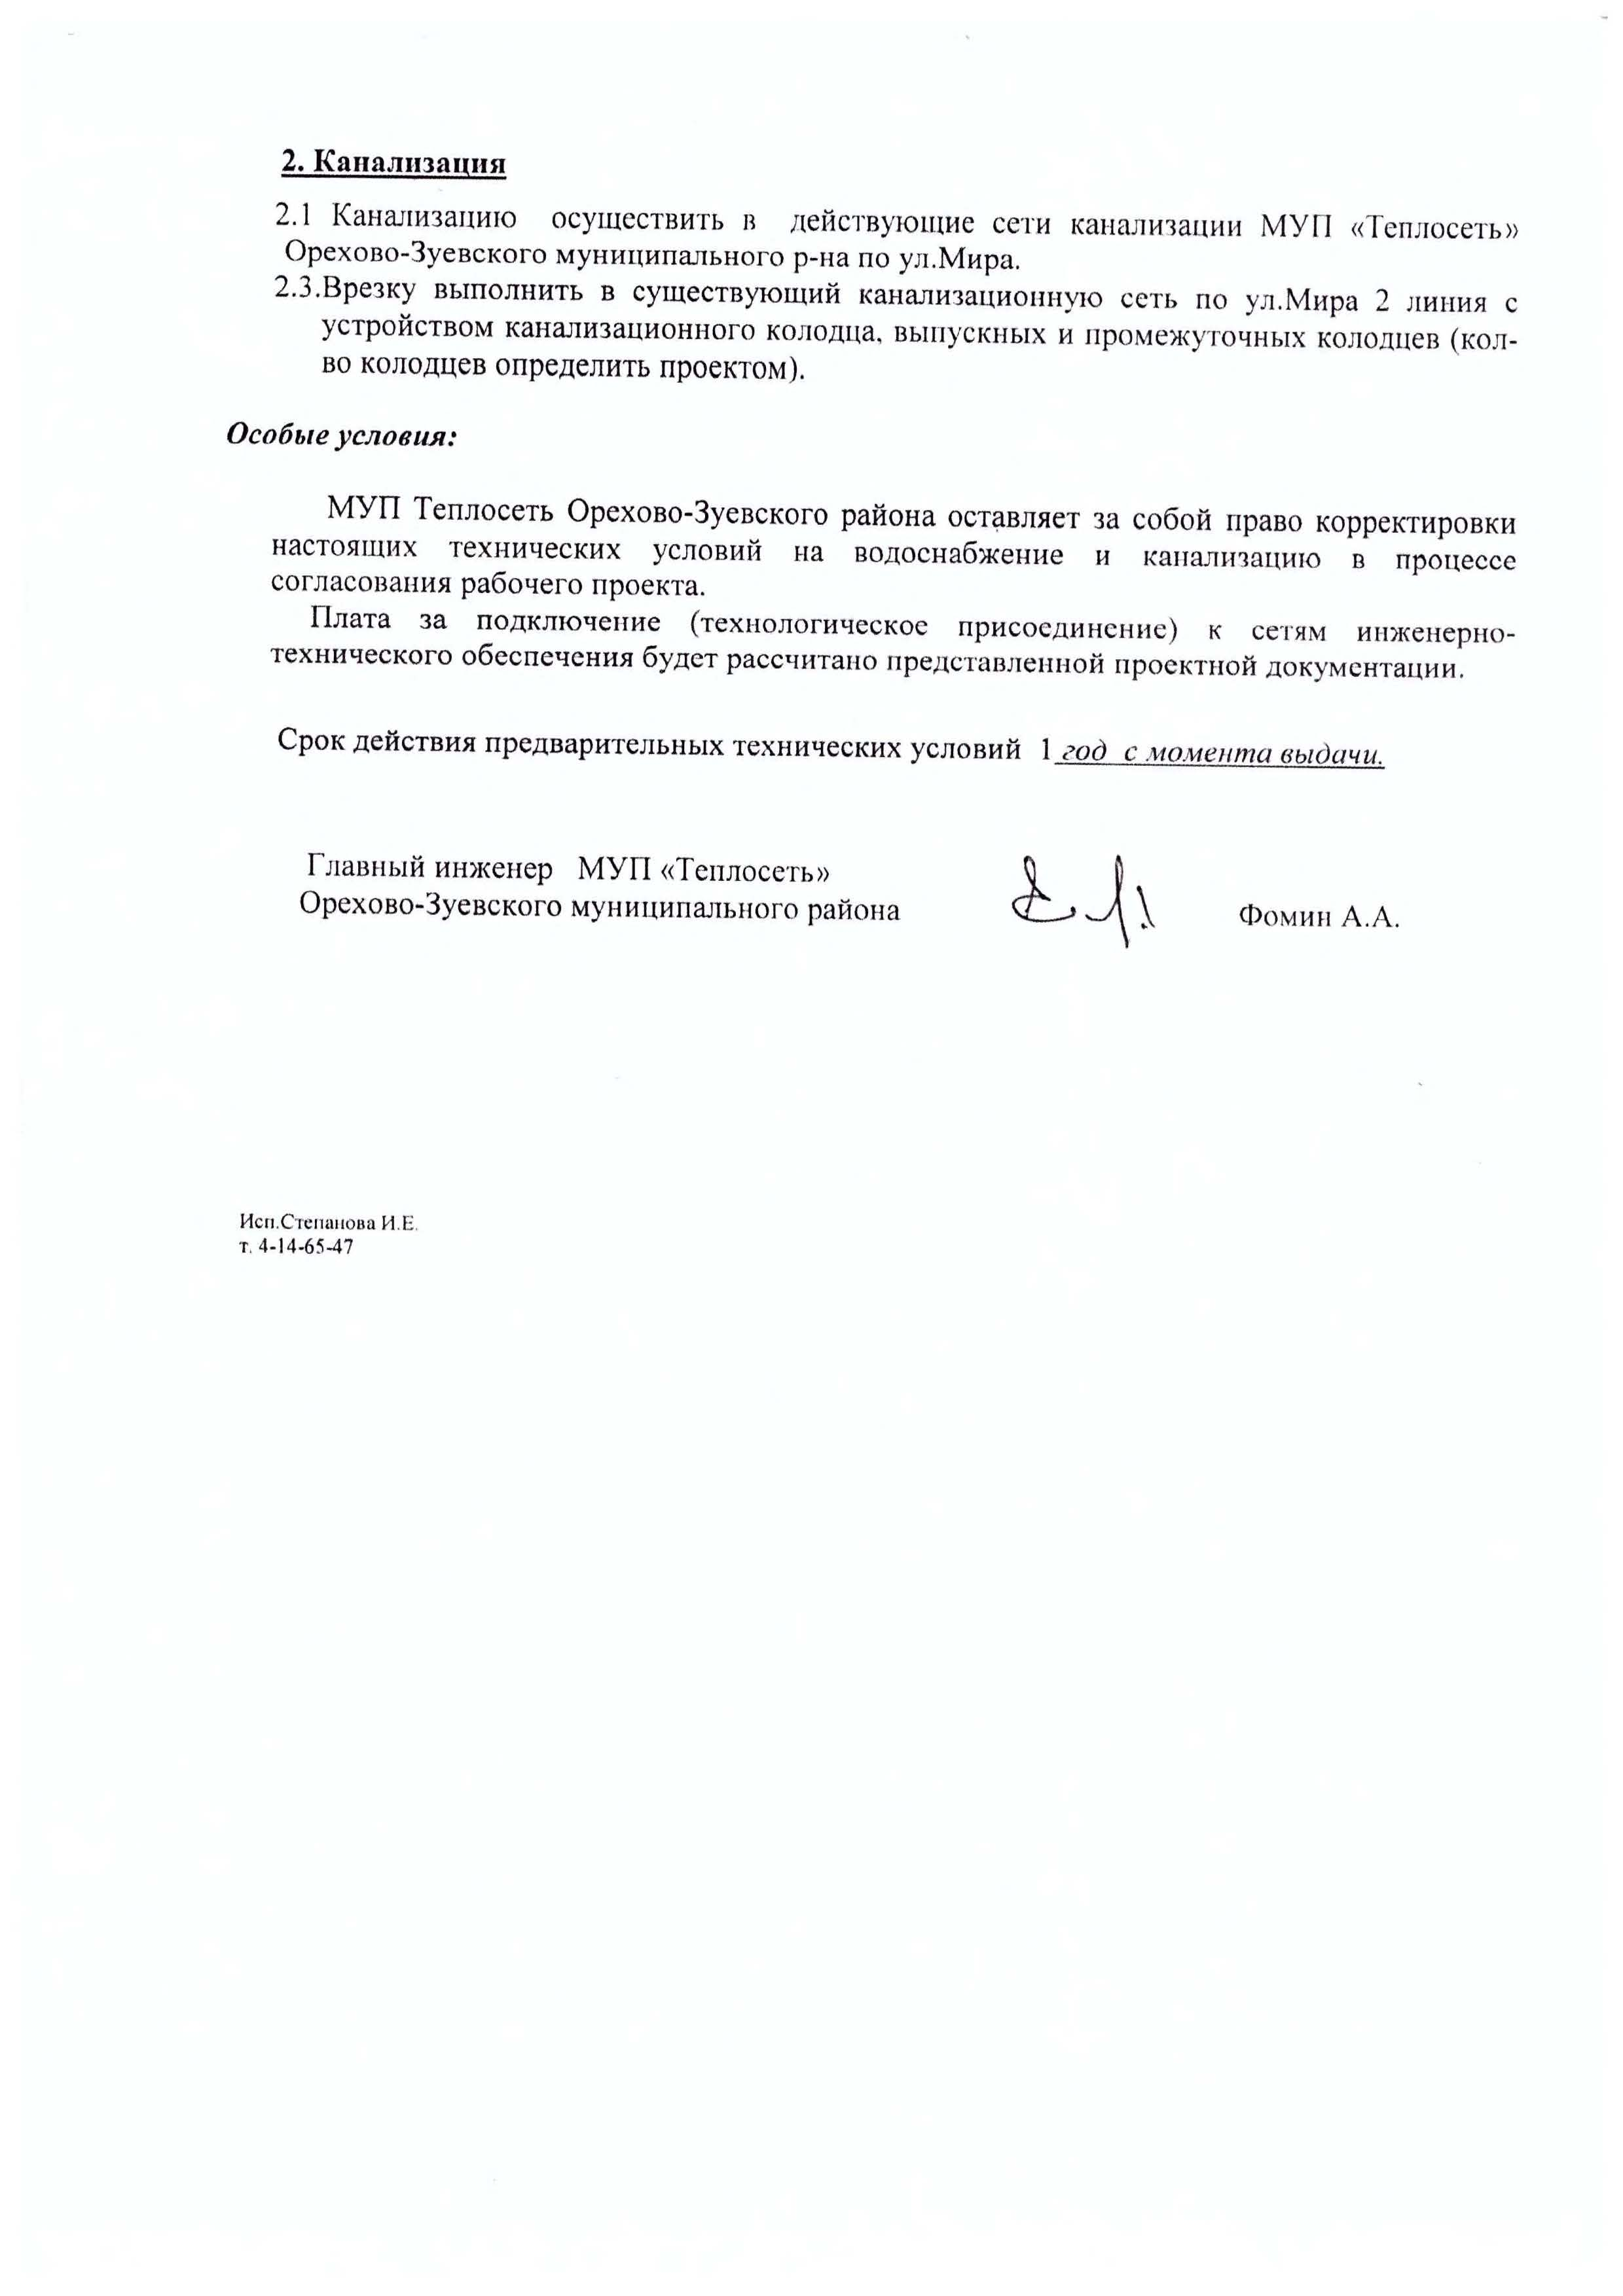 2. Канализация
2.1 Канализацию осуществить в действующие сети канализации МУП «Теплосеть»
Орехово-Зуевского муниципального р-на по ул.Мира.
2.3.Врезку выполнить в существующий канализационную сеть по ул.Мира 2 линия с
устройством канализационного колодца, выпускных и промежуточных колодцев (кол-
во колодцев определить проектом).
Особые условия:
МУП Теплосеть Орехово-Зуевского района оставляет за собой право корректировки
настоящих технических условий на водоснабжение и канализацию в процессе
согласования рабочего проекта.
Плата за подключение (технологическое присоединение) к сетям инженерно-
технического обеспечения будет рассчитано представленной проектной документации.
Срок действия предварительных технических условий 1 год с момента выдачи.
Главный инженер МУП «Теплосеть»
Орехово-Зуевского муниципального района Фомин А.А.
Исп.Степанова И.Е.
т. 4-14-65-47